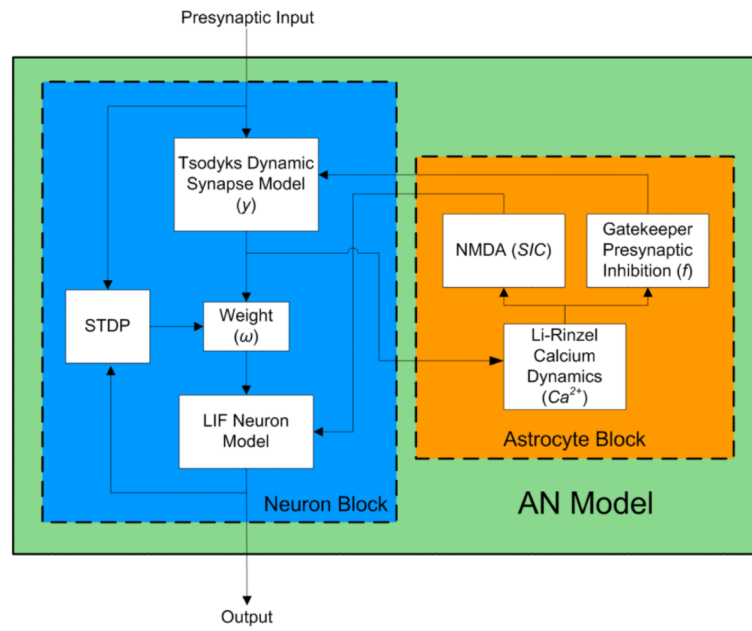 Presynaptic Input
Tsodyks Dynamic
Synapse Model
(y)
NMDA (SIC)
Gatekeeper
Presynaptic
Inhibition (f)
STDP
Weight
(ω)
Li-Rinzel
Calcium
Dynamics
(Ca²⁺)
LIF Neuron
Model
Astrocyte Block
Neuron Block
AN Model
Output